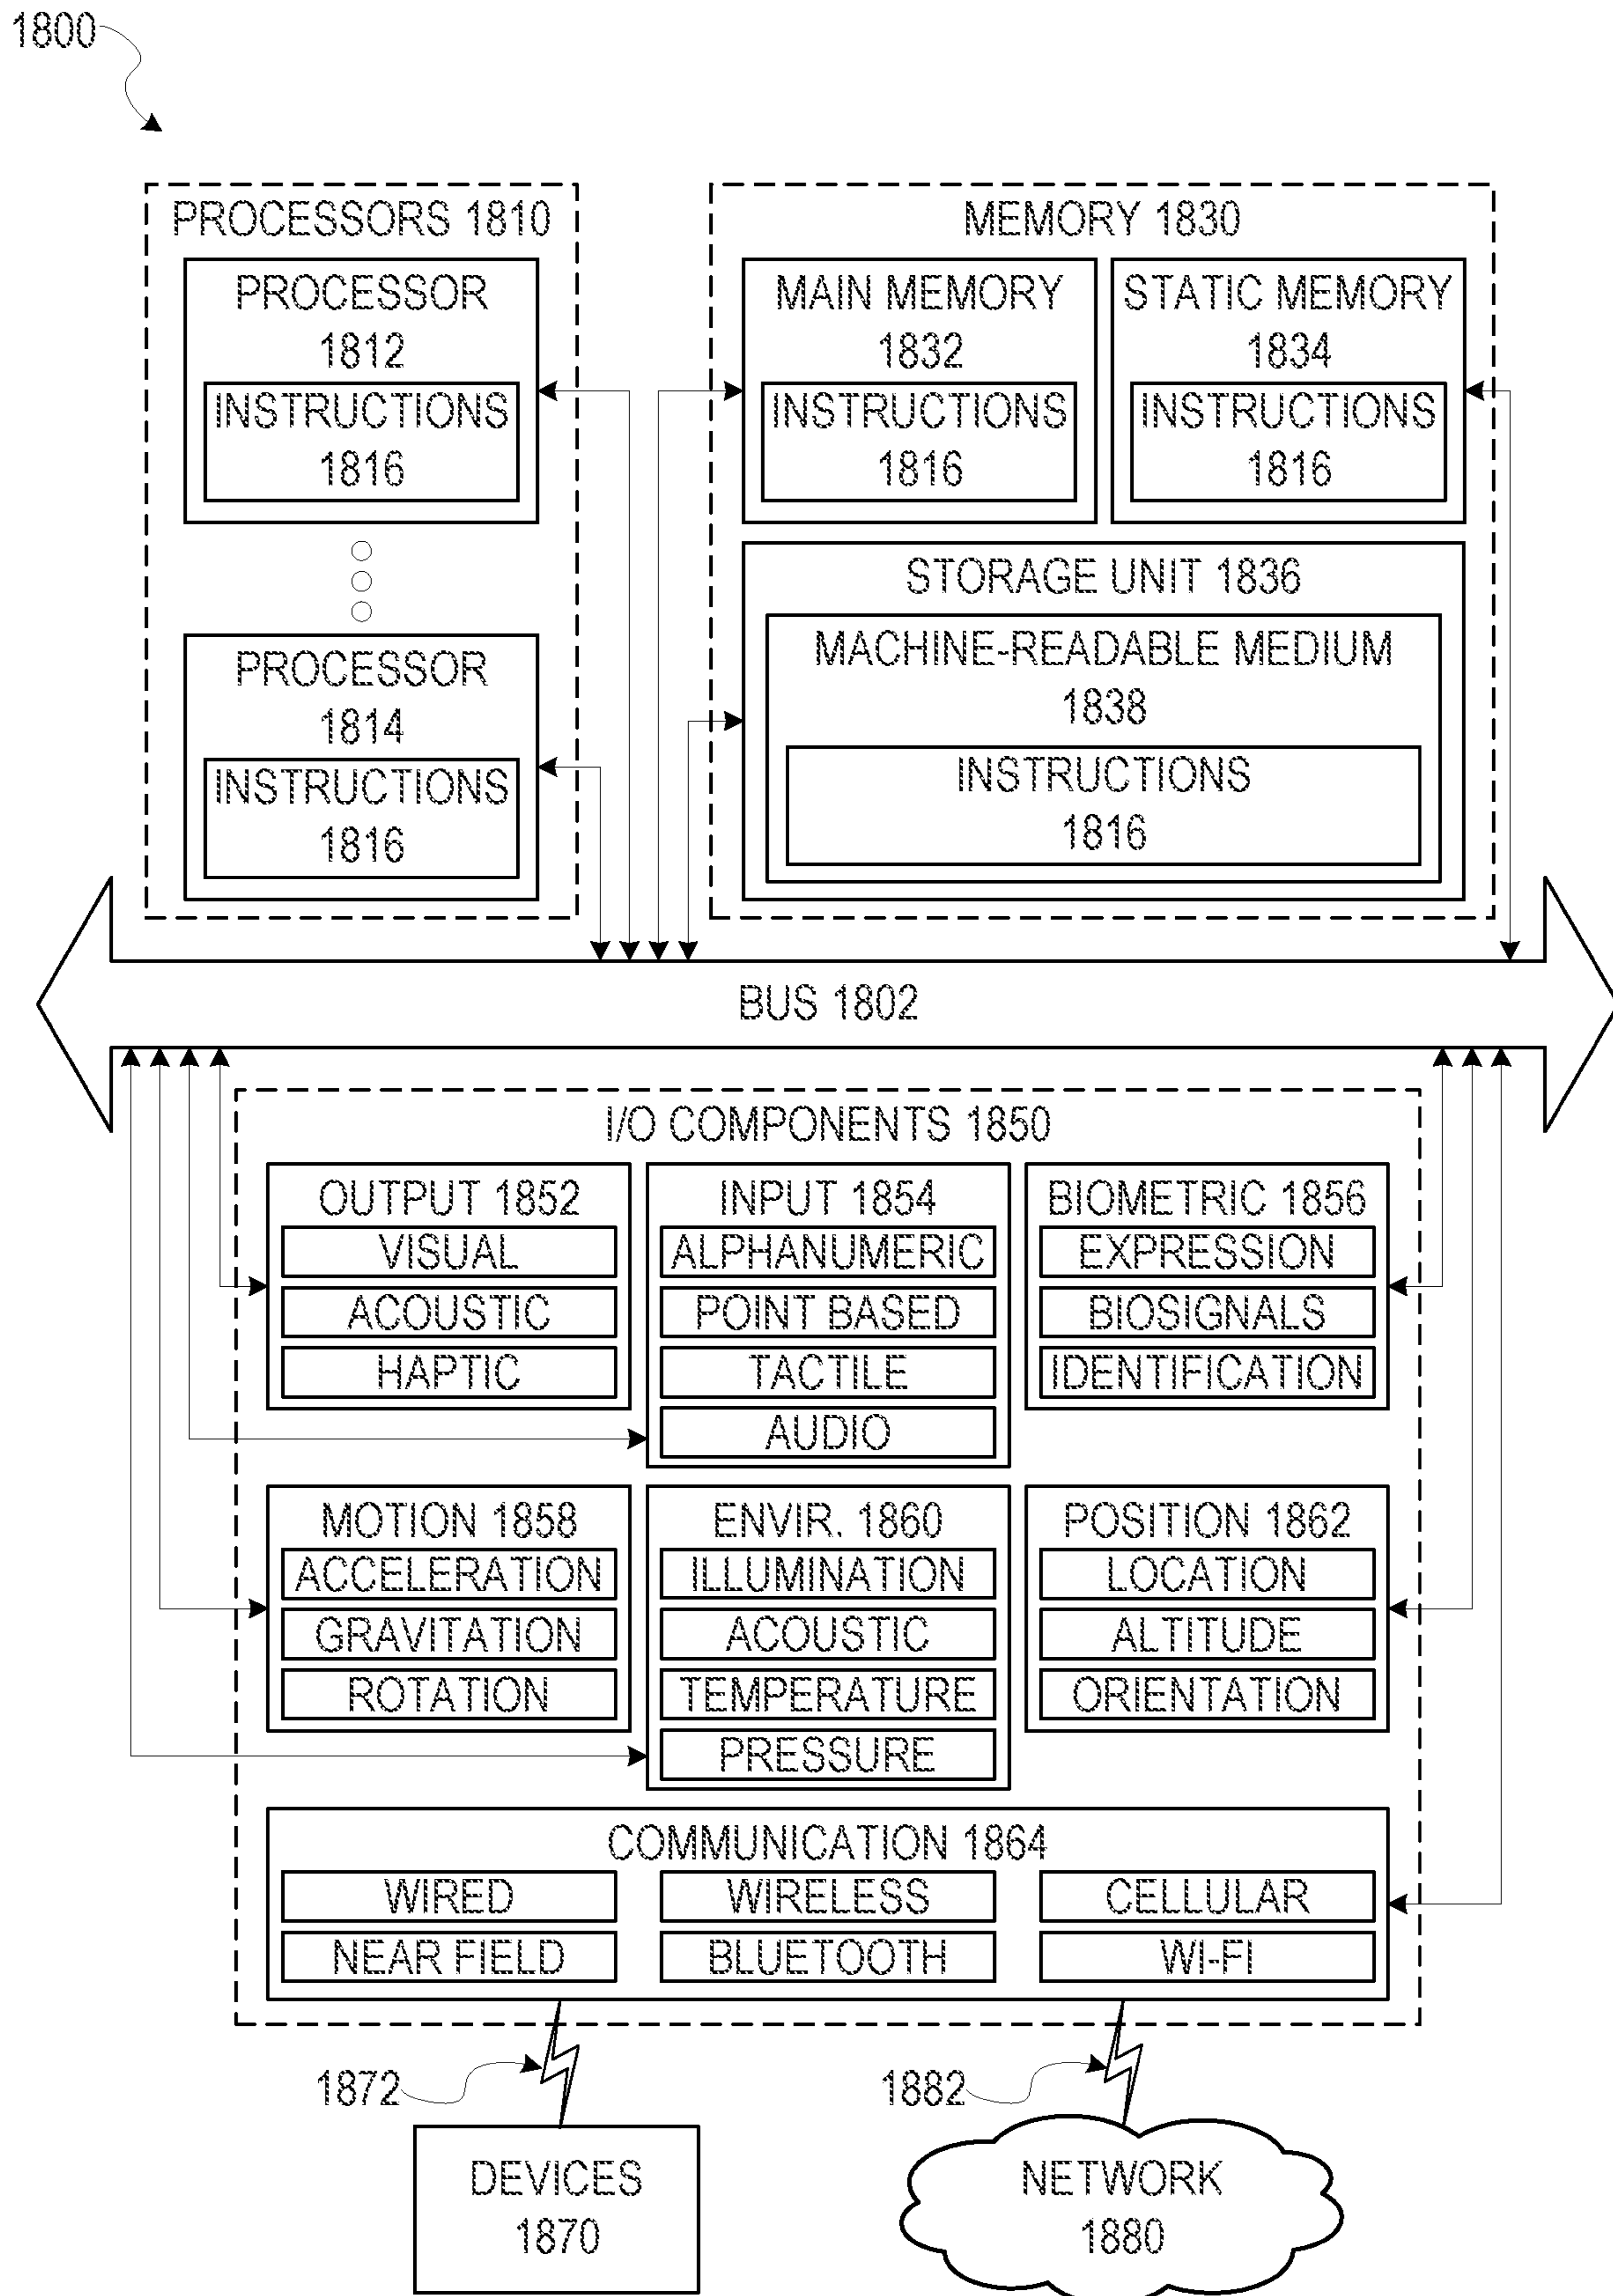 1800
PROCESSORS 1810
PROCESSOR
1812
INSTRUCTIONS
1816
PROCESSOR
1814
INSTRUCTIONS
1816
MEMORY 1830
MAIN MEMORY
1832
INSTRUCTIONS
1816
STATIC MEMORY
1834
INSTRUCTIONS
1816
STORAGE UNIT 1836
MACHINE-READABLE MEDIUM
1838
INSTRUCTIONS
1816
BUS 1802
I/O COMPONENTS 1850
OUTPUT 1852
VISUAL
ACOUSTIC
HAPTIC
INPUT 1854
ALPHANUMERIC
POINT BASED
TACTILE
AUDIO
BIOMETRIC 1856
EXPRESSION
BIOSIGNALS
IDENTIFICATION
MOTION 1858
ACCELERATION
GRAVITATION
ROTATION
ENVIR. 1860
ILLUMINATION
ACOUSTIC
TEMPERATURE
PRESSURE
POSITION 1862
LOCATION
ALTITUDE
ORIENTATION
COMMUNICATION 1864
WIRED
WIRELESS
CELLULAR
NEAR FIELD
BLUETOOTH
WI-FI
1872
1882
DEVICES
1870
NETWORK
1880